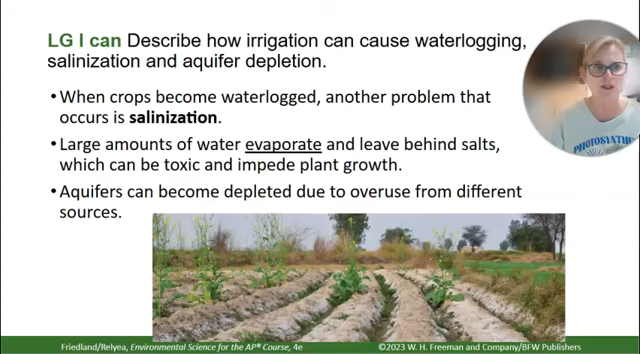 LG I can Describe how irrigation can cause waterlogging,
salinization and aquifer depletion.
• When crops become waterlogged, another problem that
occurs is salinization.
• Large amounts of water evaporate and leave behind salts,
which can be toxic and impede plant growth.
• Aquifers can become depleted due to overuse from different
sources.
PHOTOSYNTHE
Friedland/Relyea, Environmental Science for the AP® Course, 4e
©2023 W. H. Freeman and Company/BFW Publishers